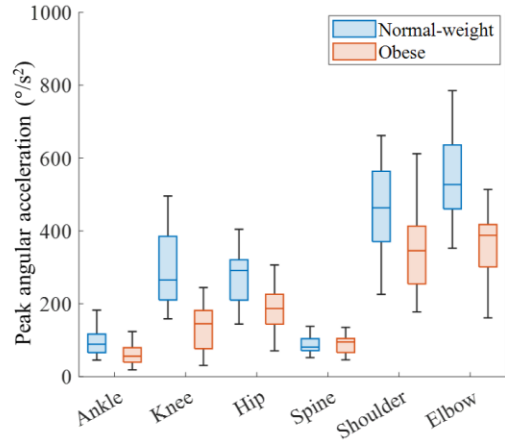 Peak angular acceleration (°/s²)
1000
800
600
400
200
0
Normal-weight
Obese
Ankle
Knee
Hip
Spine
Shoulder
Elbow